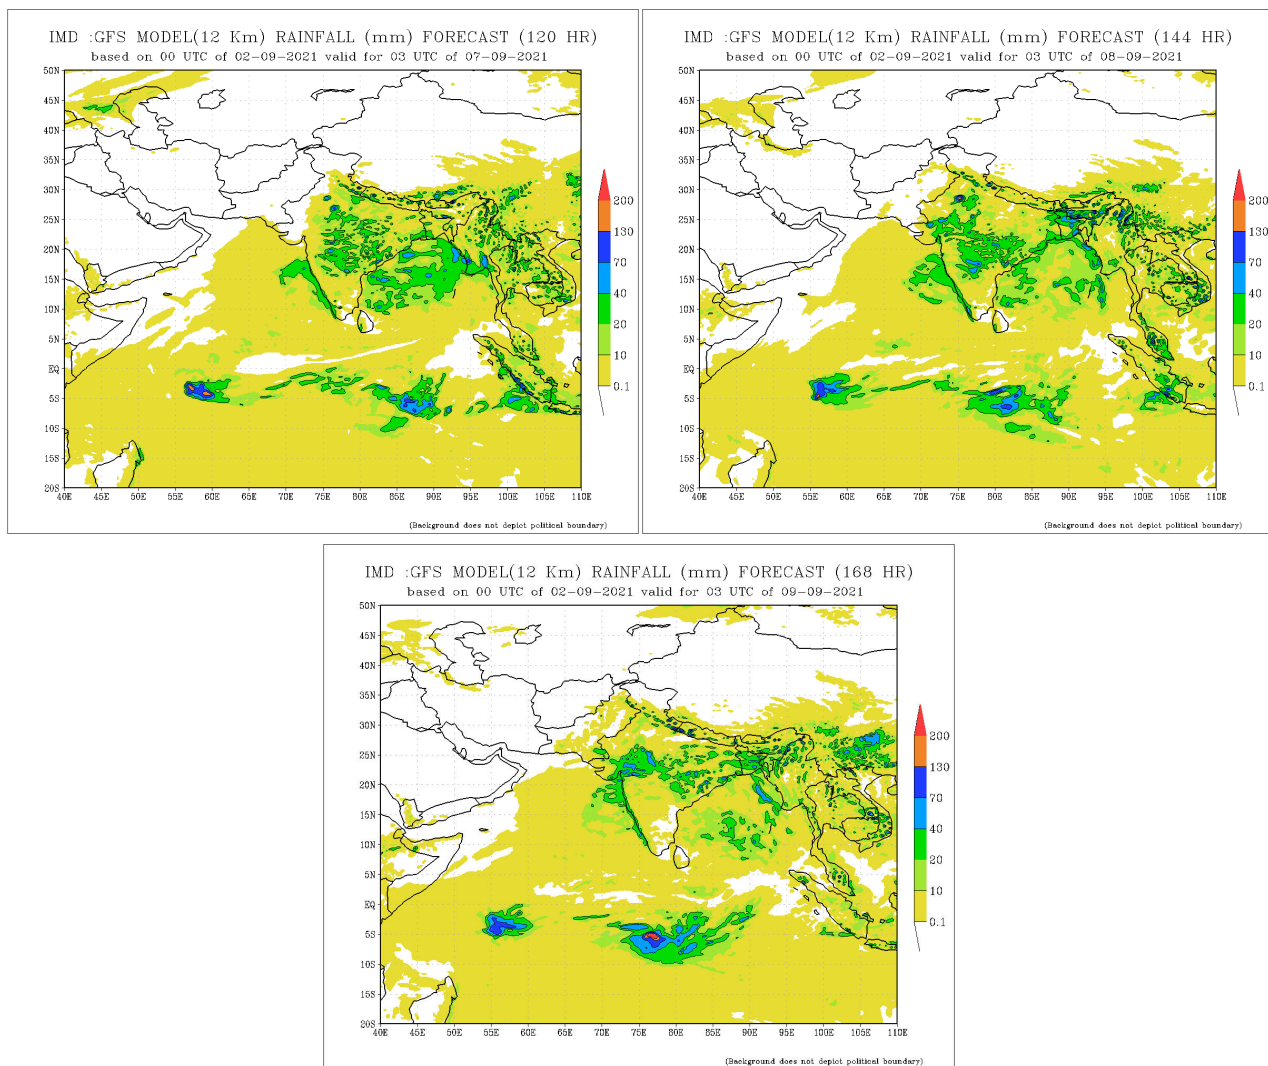 IMD :GFS MODEL(12 Km) RAINFALL (mm) FORECAST (120 HR)
based on 00 UTC of 02-09-2021 valid for 03 UTC of 07-09-2021
50N
45N
40N
35N
30N
25N
20N
15N
10N
5N
EQ
5S
10S
15S
20S
40E 45E 50E 55E 60E 65E 70E 75E 80E 85E 90E 95E 100E 105E 110E
200
130
70
40
20
10
0.1
(Background does not depict political boundary)
IMD :GFS MODEL(12 Km) RAINFALL (mm) FORECAST (144 HR)
based on 00 UTC of 02-09-2021 valid for 03 UTC of 08-09-2021
50N
45N
40N
35N
30N
25N
20N
15N
10N
5N
EQ
5S
10S
15S
20S
40E 45E 50E 55E 60E 65E 70E 75E 80E 85E 90E 95E 100E 105E 110E
200
130
70
40
20
10
0.1
(Background does not depict political boundary)
IMD :GFS MODEL(12 Km) RAINFALL (mm) FORECAST (168 HR)
based on 00 UTC of 02-09-2021 valid for 03 UTC of 09-09-2021
50N
45N
40N
35N
30N
25N
20N
15N
10N
5N
EQ
5S
10S
15S
20S
40E 45E 50E 55E 60E 65E 70E 75E 80E 85E 90E 95E 100E 105E 110E
200
130
70
40
20
10
0.1
(Background does not depict political boundary)